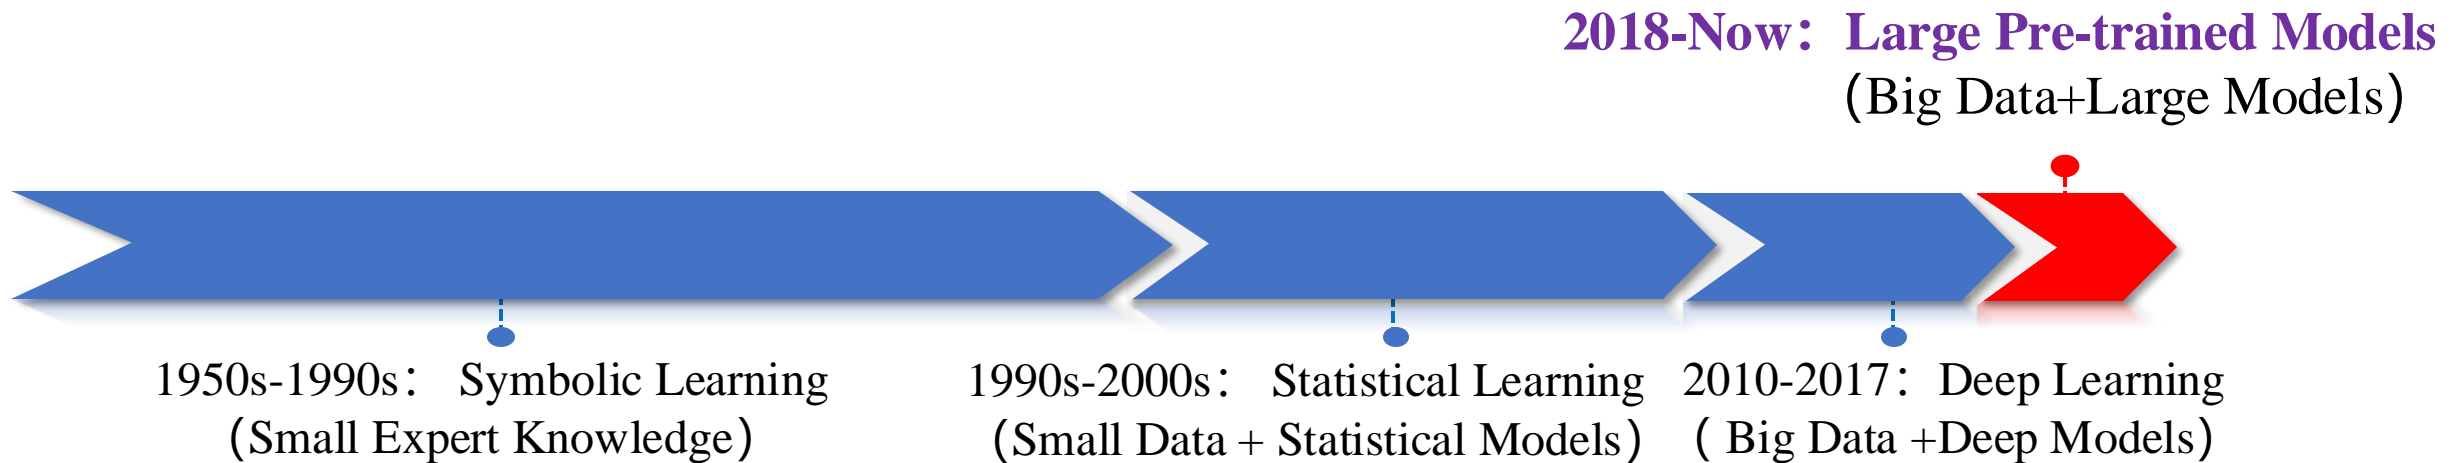 2018-Now： Large Pre-trained Models
（Big Data+Large Models）
1950s-1990s： Symbolic Learning
（Small Expert Knowledge）
1990s-2000s： Statistical Learning
（Small Data + Statistical Models）
2010-2017： Deep Learning
（ Big Data +Deep Models）